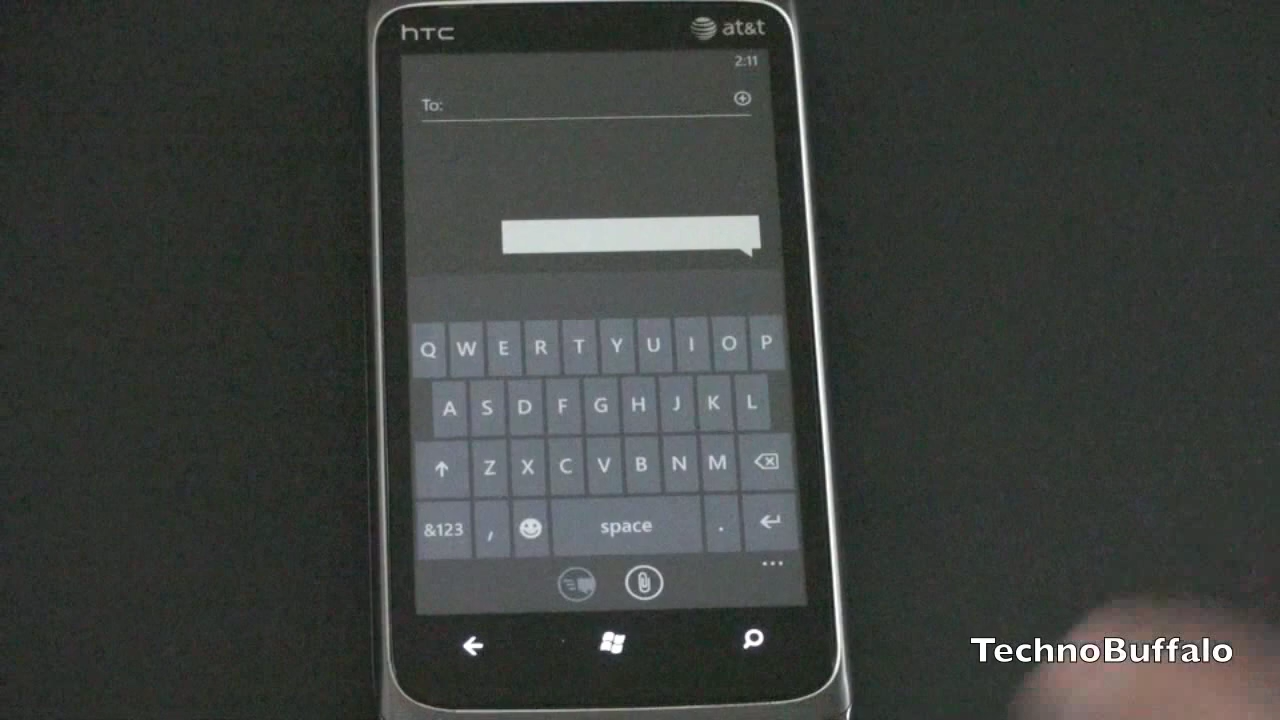 hTC at&t
2:11
To:
Q W E R T Y U I O P
A S D F G H J K L
Z X C V B N M
&123 , space .
TechnoBuffalo